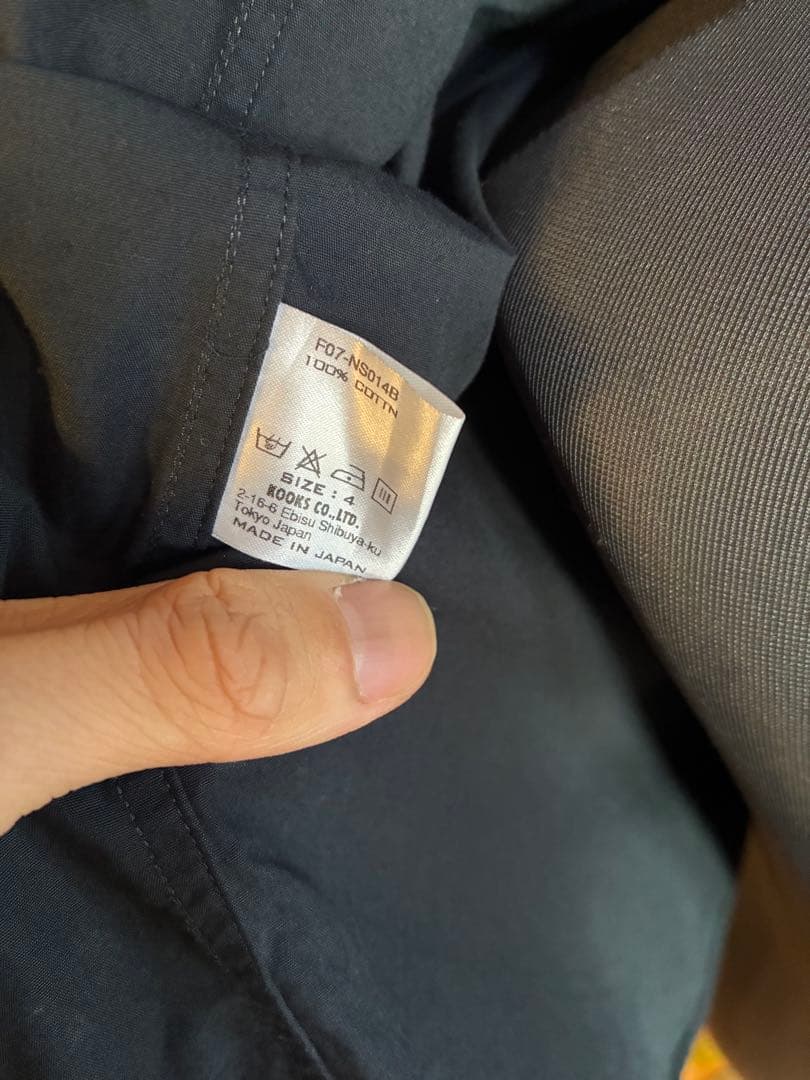 F07-NS014B
100% COTTN
SIZE : 4
KOOKS CO.,LTD.
2-16-6 Ebisu Shibuya-ku
Tokyo Japan
MADE IN JAPAN